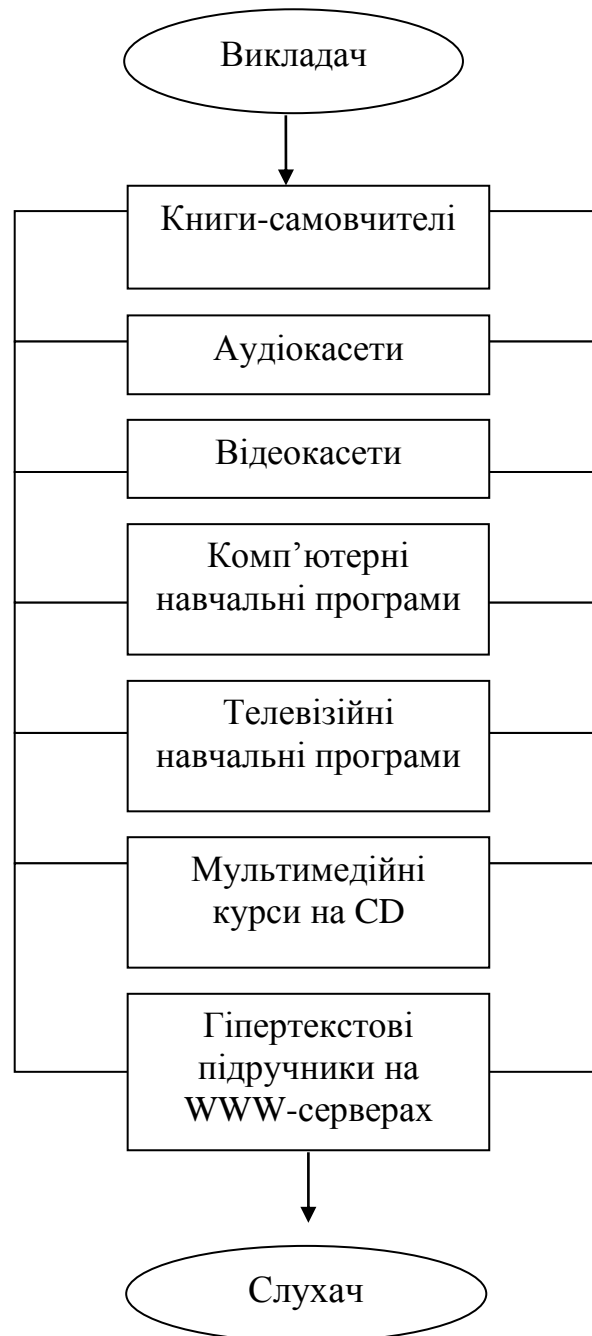 Викладач
Книги-самовчителі
Аудіокасети
Відеокасети
Комп’ютерні
навчальні програми
Телевізійні
навчальні програми
Мультимедійні
курси на CD
Гіпертекстові
підручники на
WWW-серверах
Слухач